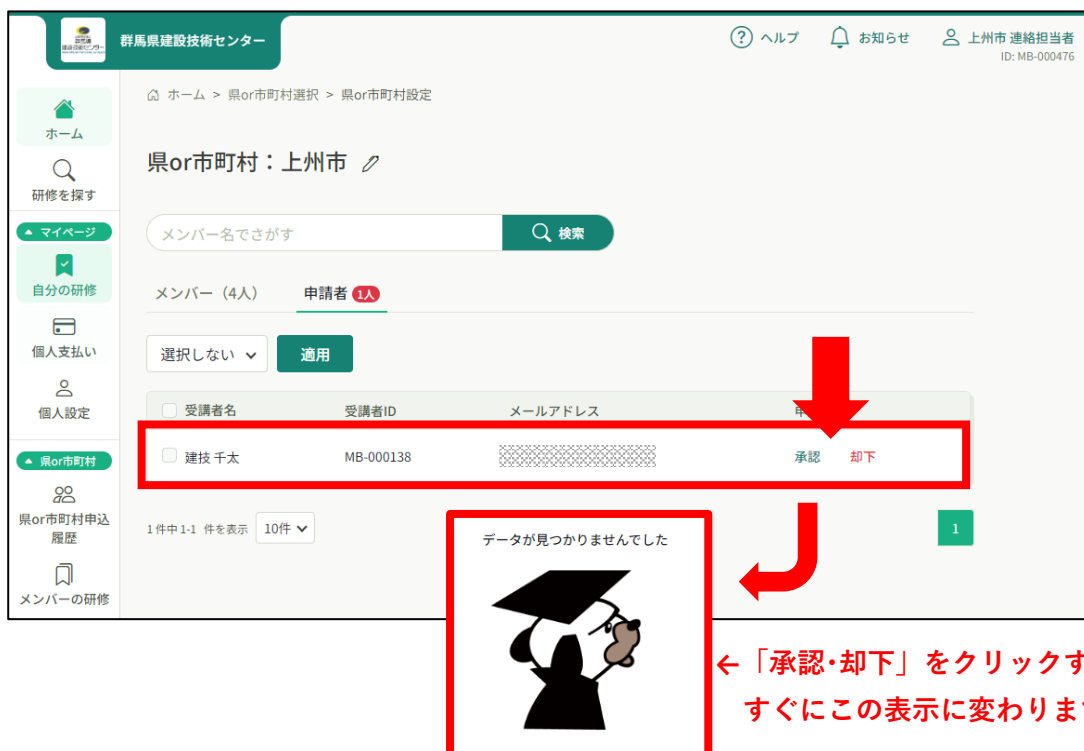 群馬県建設技術センター
ヘルプ
お知らせ
上州市 連絡担当者
ID: MB-000476
ホーム > 県or市町村選択 > 県or市町村設定
ホーム
研修を探す
マイページ
自分の研修
個人支払い
個人設定
県or市町村
県or市町村申込
履歴
メンバーの研修
県or市町村：上州市
メンバー名でさがす
検索
メンバー（4人）
申請者 1人
選択しない
適用
受講者名 受講者ID メールアドレス
建技 千太 MB-000138 承認 却下
1 件中 1-1 件を表示 10件
1
データが見つかりませんでした
←「承認･却下」をクリックす
すぐにこの表示に変わりま